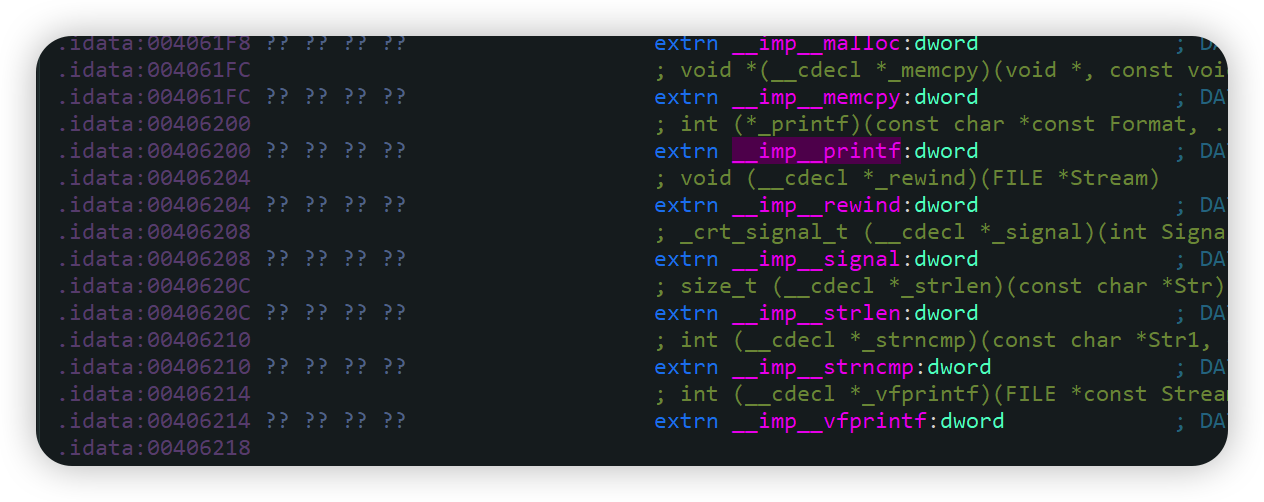 .idata:004061F8 ?? ?? ?? ?? extrn __imp__malloc:dword ; DA
.idata:004061FC ; void *(__cdecl *_memcpy)(void *, const voi
.idata:004061FC ?? ?? ?? ?? extrn __imp__memcpy:dword ; DA
.idata:00406200 ; int (*_printf)(const char *const Format, .
.idata:00406200 ?? ?? ?? ?? extrn __imp__printf:dword ; DA
.idata:00406204 ; void (__cdecl *_rewind)(FILE *Stream)
.idata:00406204 ?? ?? ?? ?? extrn __imp__rewind:dword ; DA
.idata:00406208 ; _crt_signal_t (__cdecl *_signal)(int Signa
.idata:00406208 ?? ?? ?? ?? extrn __imp__signal:dword ; DA
.idata:0040620C ; size_t (__cdecl *_strlen)(const char *Str)
.idata:0040620C ?? ?? ?? ?? extrn __imp__strlen:dword ; DA
.idata:00406210 ; int (__cdecl *_strncmp)(const char *Str1,
.idata:00406210 ?? ?? ?? ?? extrn __imp__strncmp:dword ; DA
.idata:00406214 ; int (__cdecl *_vfprintf)(FILE *const Strea
.idata:00406214 ?? ?? ?? ?? extrn __imp__vfprintf:dword ; DA
.idata:00406218